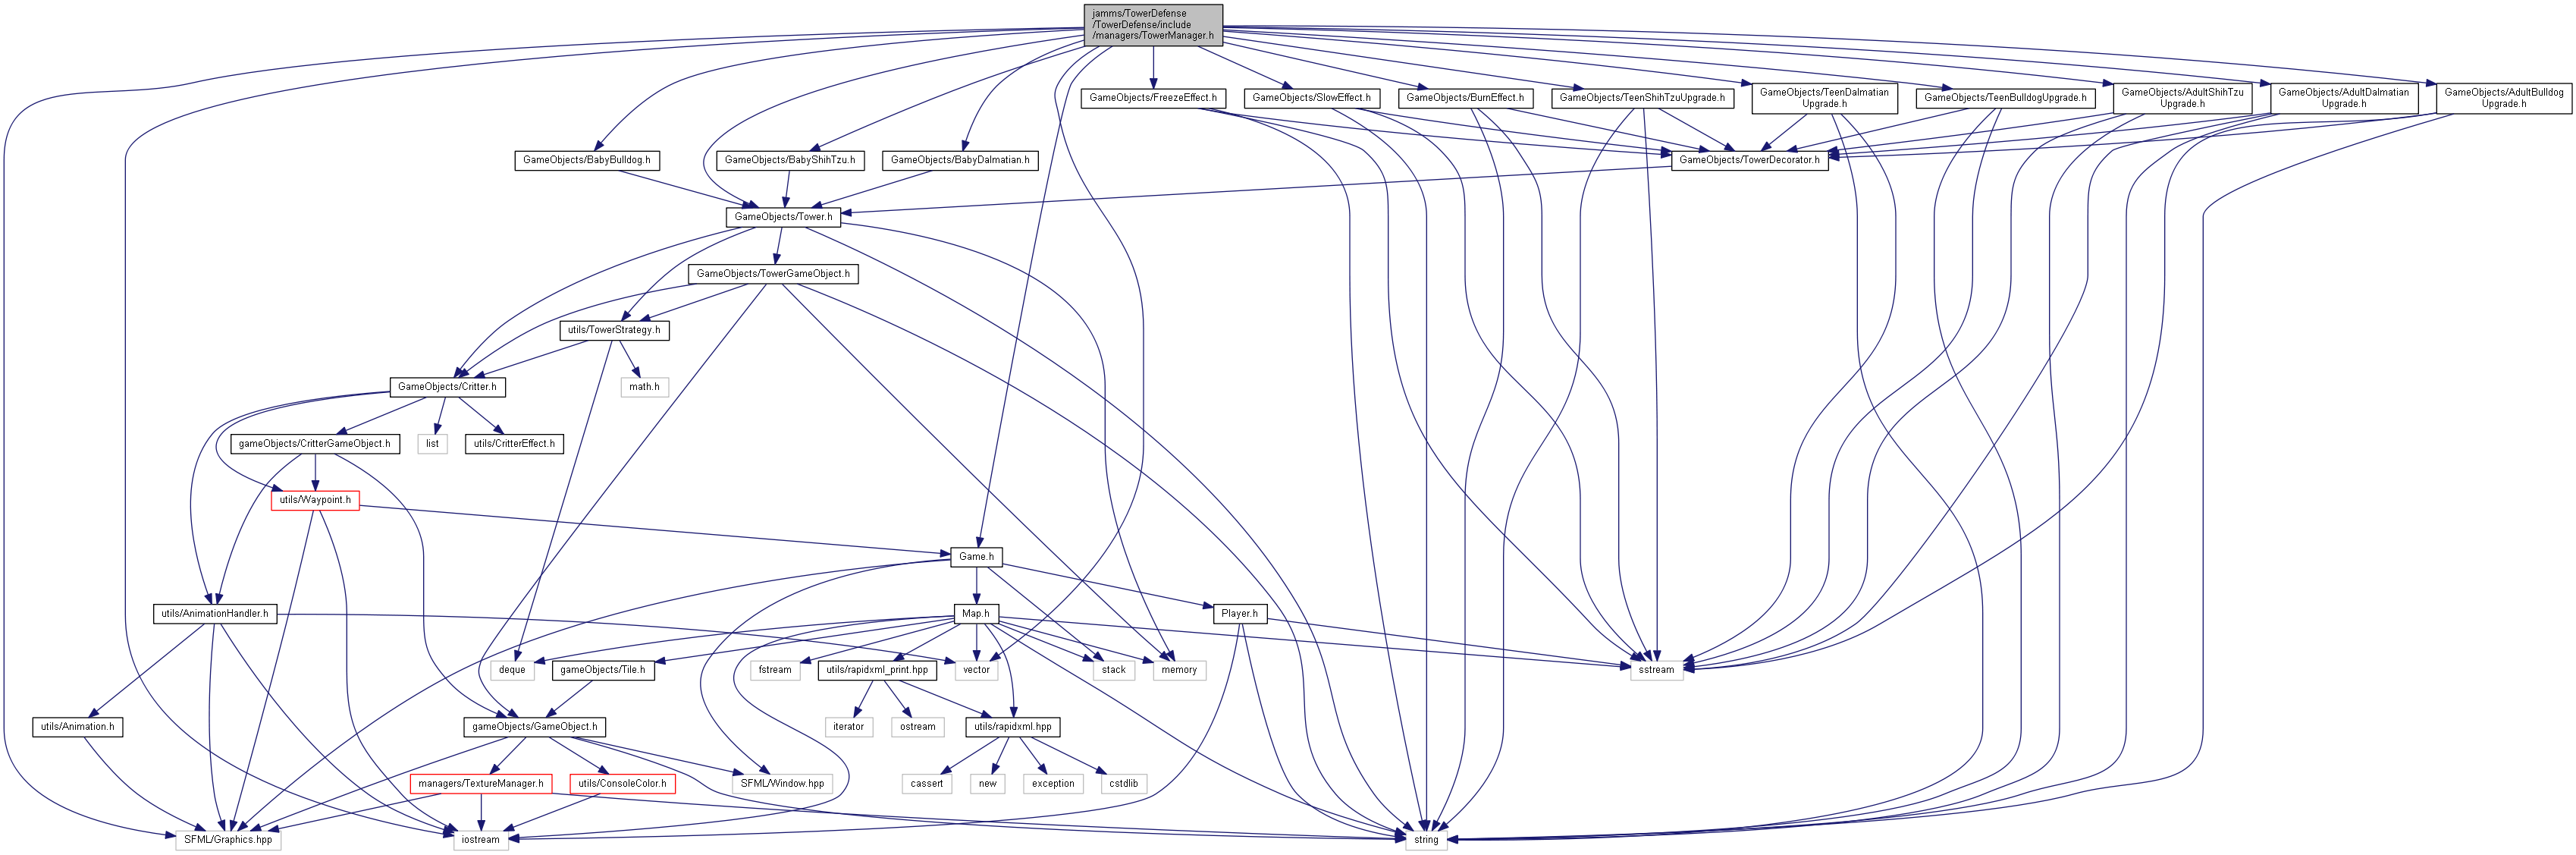 jamms/TowerDefense
/TowerDefense/include
/managers/TowerManager.h
GameObjects/FreezeEffect.h
GameObjects/SlowEffect.h
GameObjects/BurnEffect.h
GameObjects/TeenShihTzuUpgrade.h
GameObjects/TeenDalmatian
Upgrade.h
GameObjects/TeenBulldogUpgrade.h
GameObjects/AdultShihTzu
Upgrade.h
GameObjects/AdultDalmatian
Upgrade.h
GameObjects/AdultBulldog
Upgrade.h
GameObjects/BabyBulldog.h
GameObjects/BabyShihTzu.h
GameObjects/BabyDalmatian.h
GameObjects/TowerDecorator.h
GameObjects/Tower.h
GameObjects/TowerGameObject.h
utils/TowerStrategy.h
GameObjects/Critter.h
math.h
gameObjects/CritterGameObject.h
list
utils/CritterEffect.h
utils/Waypoint.h
Game.h
utils/AnimationHandler.h
Map.h
Player.h
deque
gameObjects/Tile.h
fstream
utils/rapidxml_print.hpp
vector
stack
memory
sstream
utils/Animation.h
gameObjects/GameObject.h
iterator
ostream
utils/rapidxml.hpp
managers/TextureManager.h
utils/ConsoleColor.h
SFML/Window.hpp
cassert
new
exception
cstdlib
SFML/Graphics.hpp
iostream
string